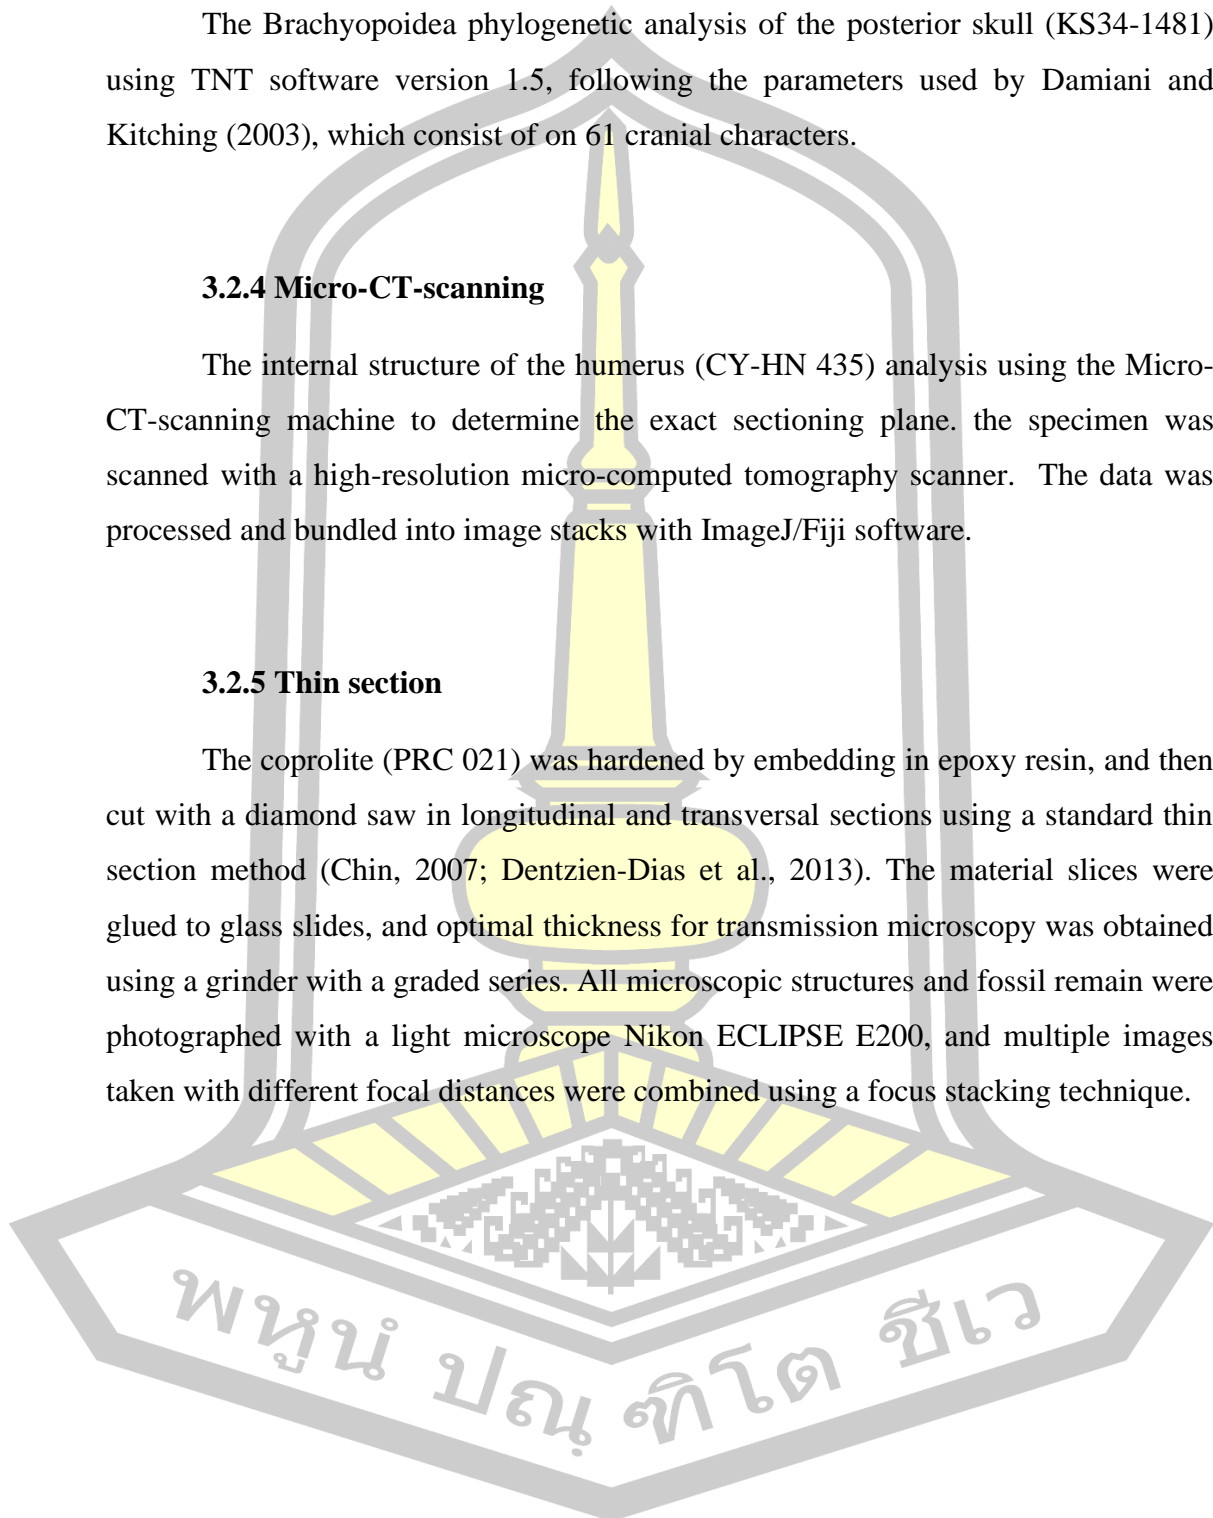 The Brachyopoidea phylogenetic analysis of the posterior skull (KS34-1481)
using TNT software version 1.5, following the parameters used by Damiani and
Kitching (2003), which consist of on 61 cranial characters.
3.2.4 Micro-CT-scanning
The internal structure of the humerus (CY-HN 435) analysis using the Micro-
CT-scanning machine to determine the exact sectioning plane. the specimen was
scanned with a high-resolution micro-computed tomography scanner. The data was
processed and bundled into image stacks with ImageJ/Fiji software.
3.2.5 Thin section
The coprolite (PRC 021) was hardened by embedding in epoxy resin, and then
cut with a diamond saw in longitudinal and transversal sections using a standard thin
section method (Chin, 2007; Dentzien-Dias et al., 2013). The material slices were
glued to glass slides, and optimal thickness for transmission microscopy was obtained
using a grinder with a graded series. All microscopic structures and fossil remain were
photographed with a light microscope Nikon ECLIPSE E200, and multiple images
taken with different focal distances were combined using a focus stacking technique.
พหูนํ ปณฺฑิโต ชีเว